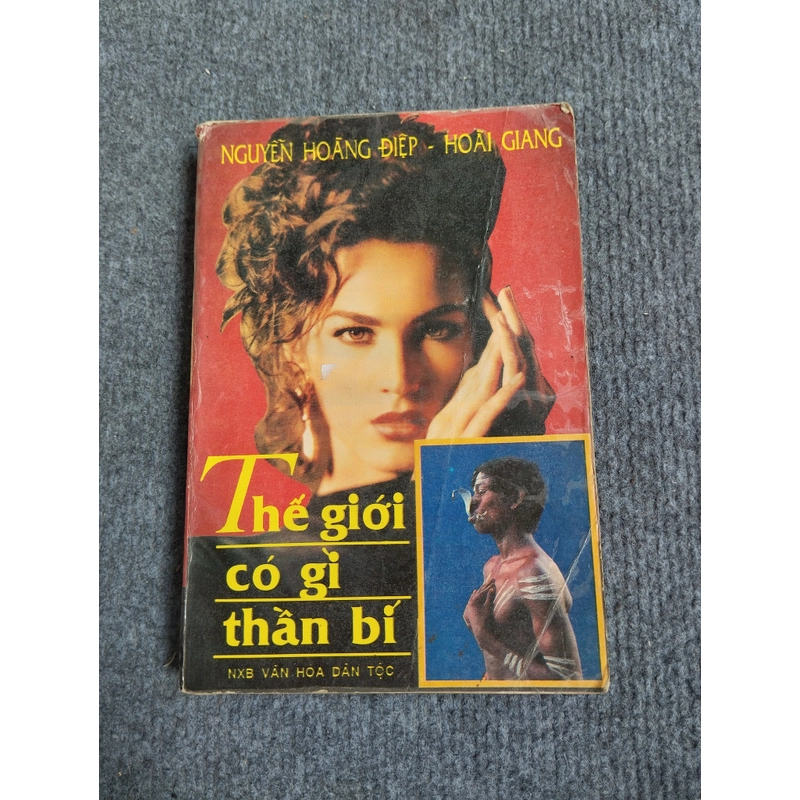 NGUYỄN HOÀNG ĐIỆP - HOÀI GIANG
Thế giới
có gì
thần bí
NXB VĂN HÓA DÂN TỘC